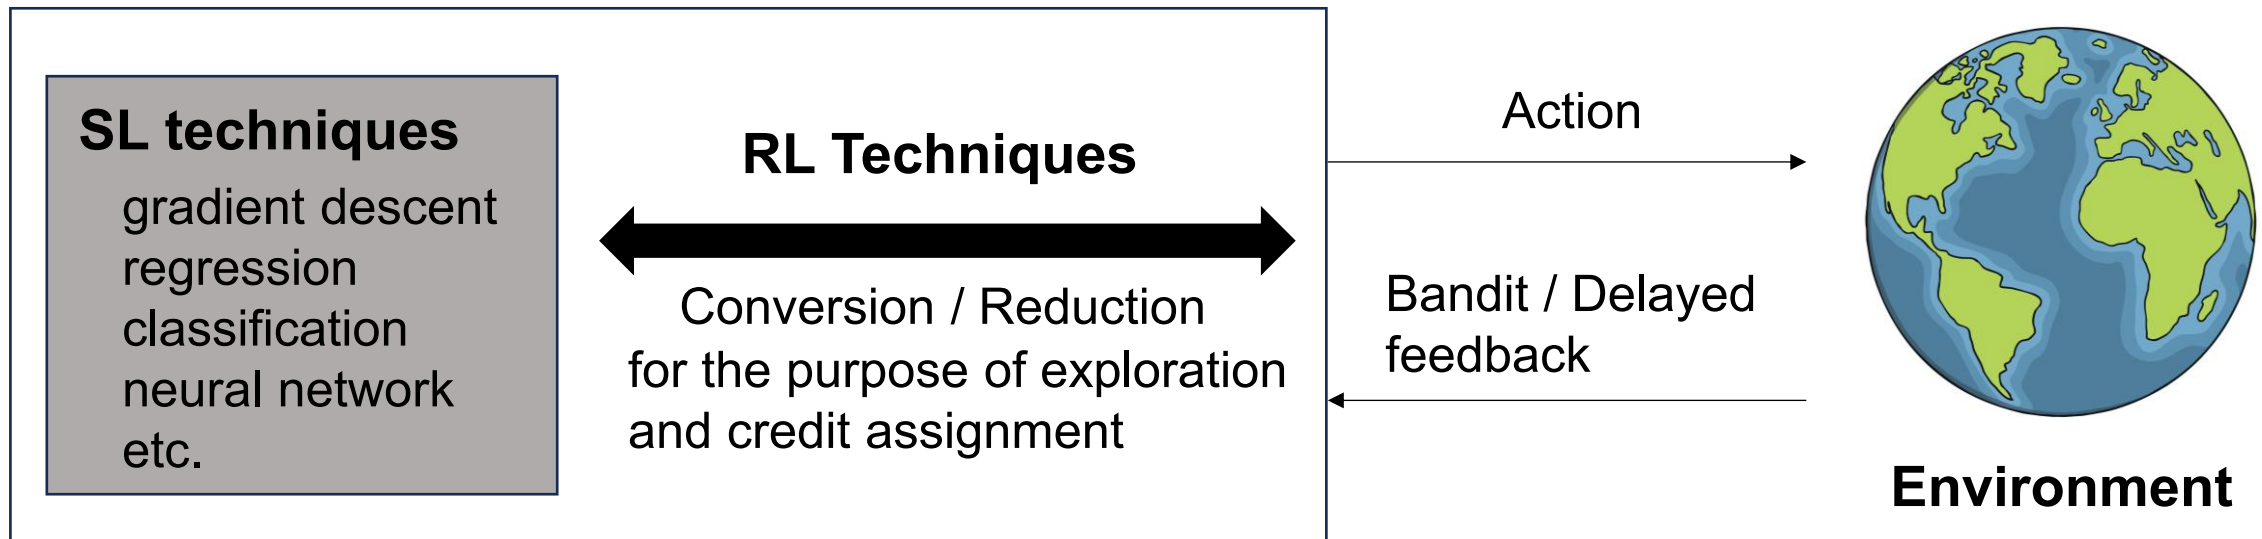 SL techniques
gradient descent
regression
classification
neural network
etc.
RL Techniques
Conversion / Reduction
for the purpose of exploration
and credit assignment
Action
Bandit / Delayed
feedback
Environment